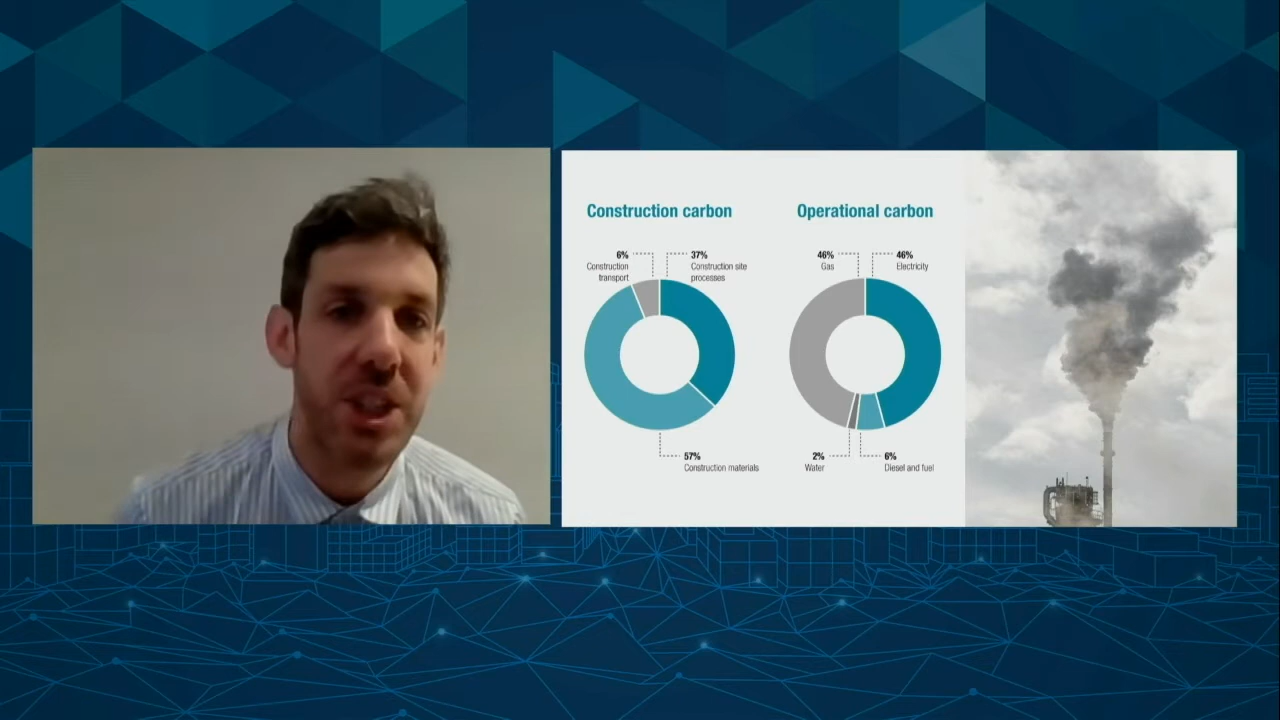 Construction carbon
6%
Construction
transport
37%
Construction site
processes
57%
Construction materials
Operational carbon
46%
Gas
46%
Electricity
2%
Water
6%
Diesel and fuel